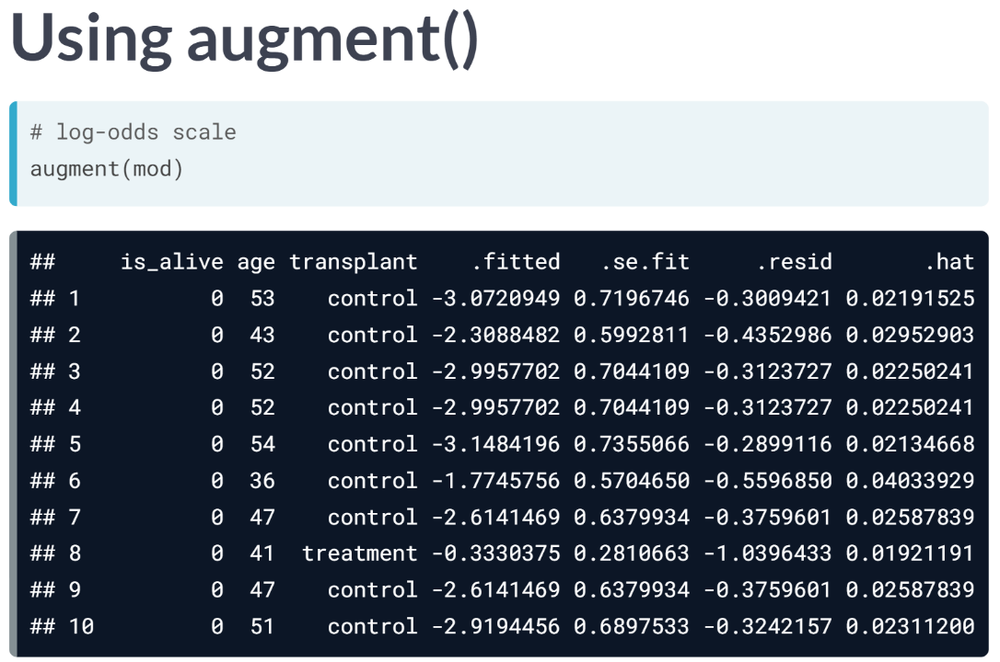 Using augment()
# log-odds scale
augment(mod)
##     is_alive age transplant    .fitted   .se.fit     .resid       .hat
## 1          0  53    control -3.0720949 0.7196746 -0.3009421 0.02191525
## 2          0  43    control -2.3088482 0.5992811 -0.4352986 0.02952903
## 3          0  52    control -2.9957702 0.7044109 -0.3123727 0.02250241
## 4          0  52    control -2.9957702 0.7044109 -0.3123727 0.02250241
## 5          0  54    control -3.1484196 0.7355066 -0.2899116 0.02134668
## 6          0  36    control -1.7745756 0.5704650 -0.5596850 0.04033929
## 7          0  47    control -2.6141469 0.6379934 -0.3759601 0.02587839
## 8          0  41  treatment -0.3330375 0.2810663 -1.0396433 0.01921191
## 9          0  47    control -2.6141469 0.6379934 -0.3759601 0.02587839
## 10         0  51    control -2.9194456 0.6897533 -0.3242157 0.02311200